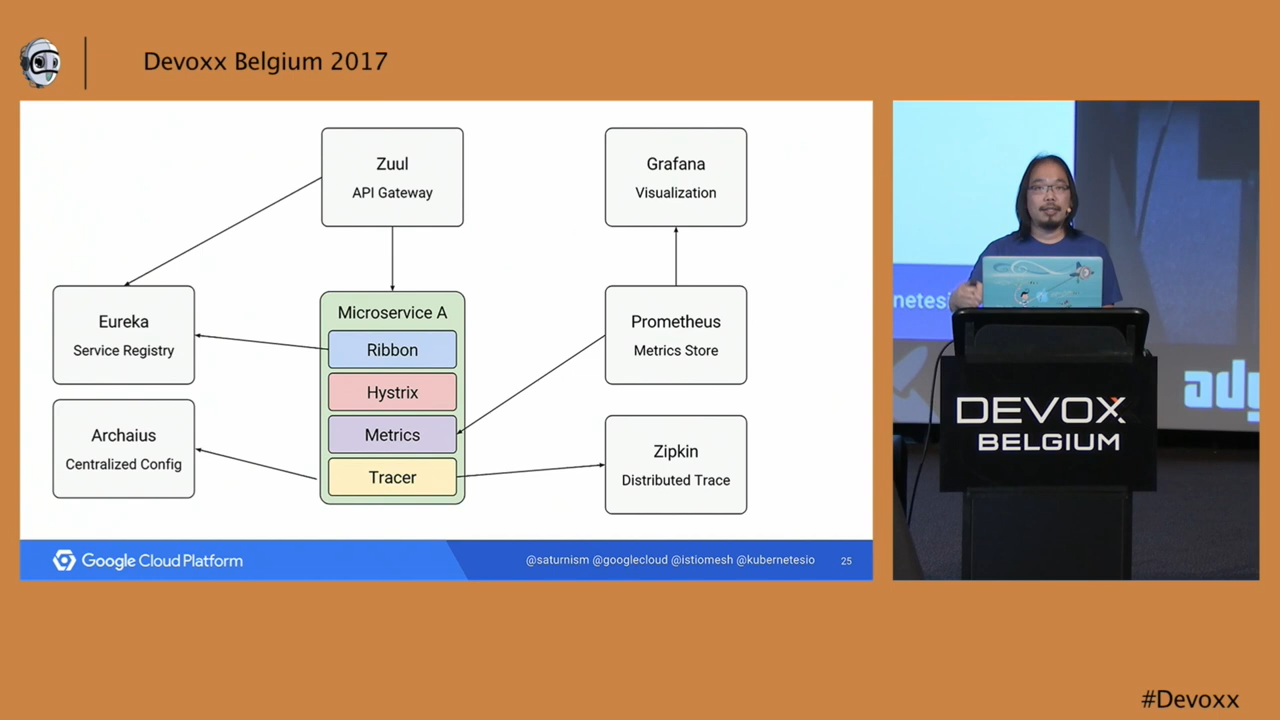 Devoxx Belgium 2017
Zuul
API Gateway
Grafana
Visualization
Eureka
Service Registry
Microservice A
Ribbon
Hystrix
Metrics
Tracer
Prometheus
Metrics Store
Archaius
Centralized Config
Zipkin
Distributed Trace
Google Cloud Platform
@saturnism @googlecloud @istiomesh @kubernetesio
25
DEVOXX
BELGIUM
#Devoxx